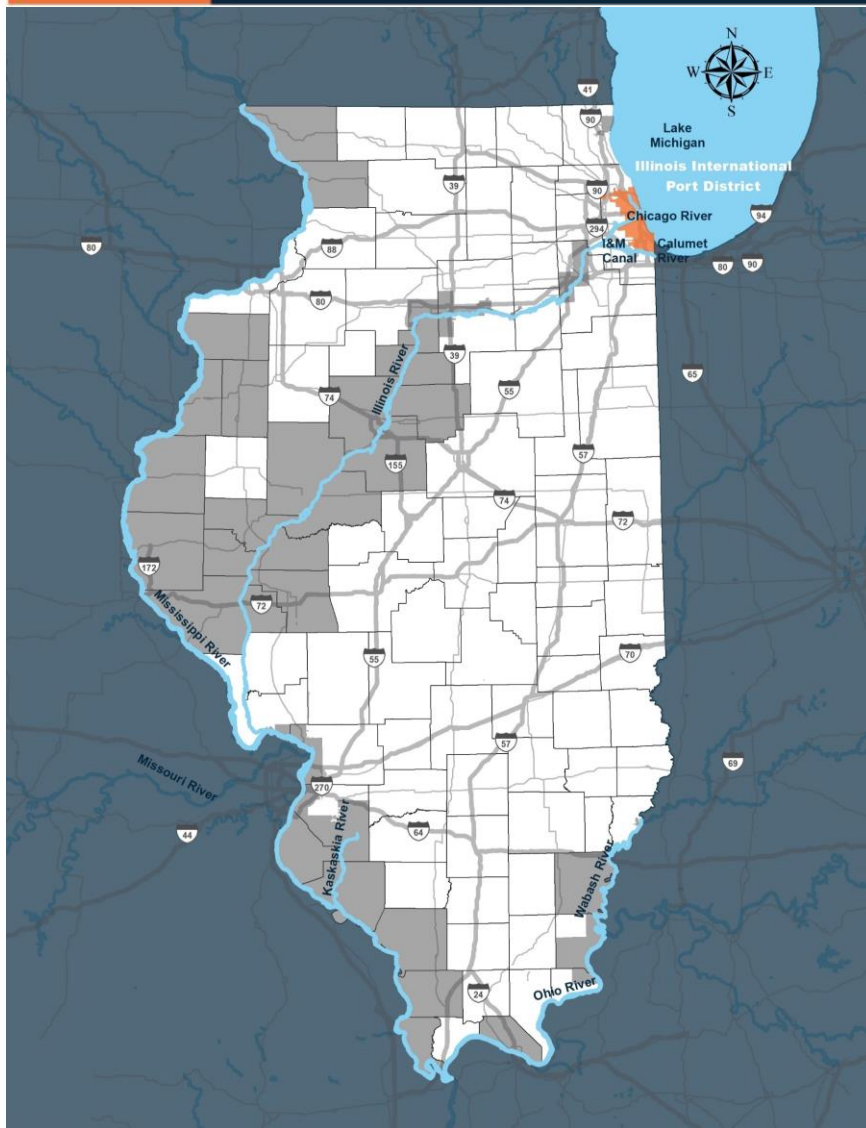 N
W E
S
41
90
Lake
Michigan
Illinois International
Port District
39
90
Chicago River
94
294
80
88
I&M
Canal
Calumet
River
80
90
80
39
Illinois River
65
55
74
57
155
74
72
172
72
Mississippi River
55
70
57
Missouri River
69
270
44
Kaskaskia River
64
Wabash River
24
Ohio River